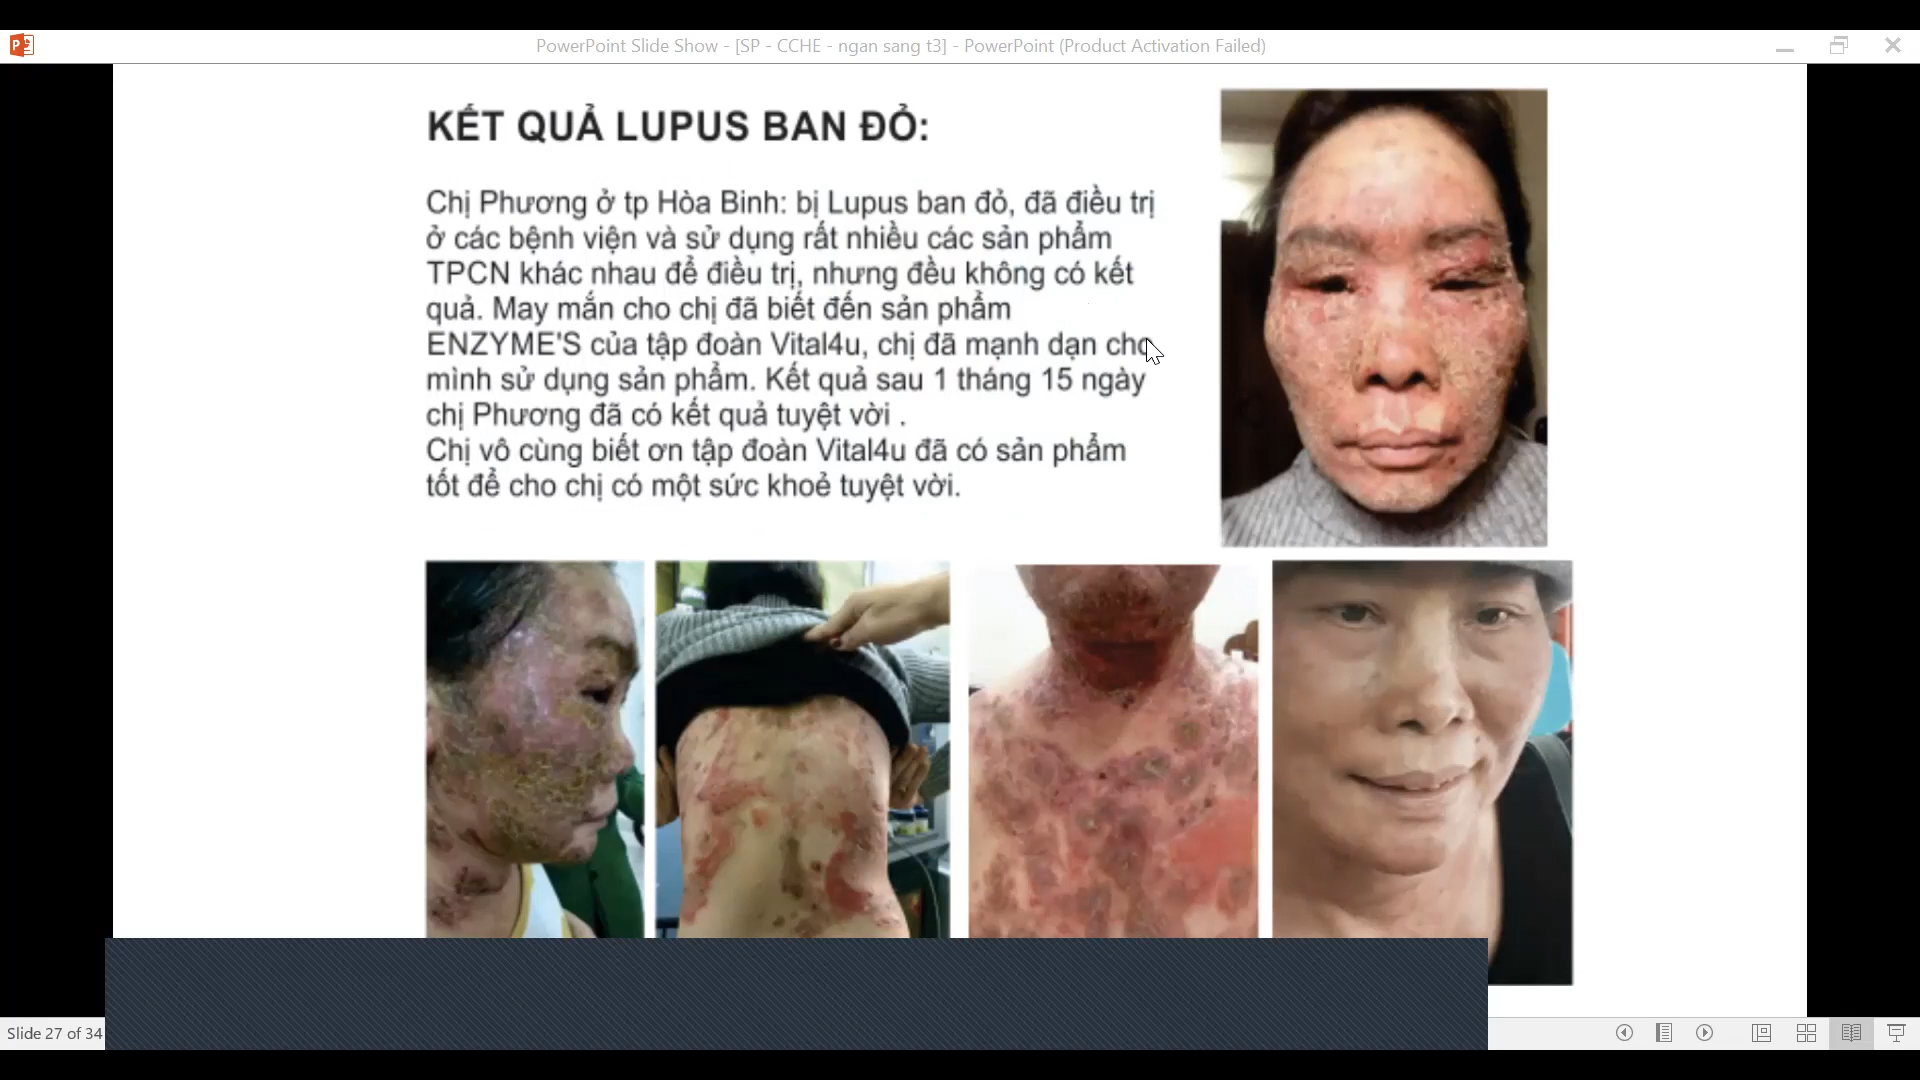 PowerPoint Slide Show - [SP - CCHE - ngan sang t3] - PowerPoint (Product Activation Failed)
KẾT QUẢ LUPUS BAN ĐỎ:
Chị Phương ở tp Hòa Binh: bị Lupus ban đỏ, đã điều trị
ở các bệnh viện và sử dụng rất nhiều các sản phẩm
TPCN khác nhau để điều trị, nhưng đều không có kết
quả. May mắn cho chị đã biết đến sản phẩm
ENZYME'S của tập đoàn Vital4u, chị đã mạnh dạn cho
mình sử dụng sản phẩm. Kết quả sau 1 tháng 15 ngày
chị Phương đã có kết quả tuyệt vời .
Chị vô cùng biết ơn tập đoàn Vital4u đã có sản phẩm
tốt để cho chị có một sức khoẻ tuyệt vời.
Slide 27 of 34